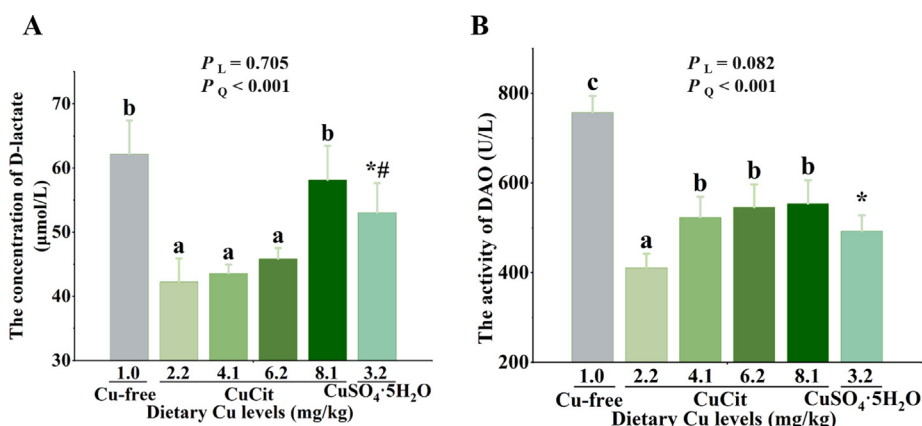 A
P L = 0.705
P Q < 0.001
The concentration of D-lactate
(μmol/L)
70
60
50
40
30
b
a
a
a
b
*#
1.0
2.2
4.1
6.2
8.1
3.2
Cu-free
CuCit
CuSO4·5H2O
Dietary Cu levels (mg/kg)
B
P L = 0.082
P Q < 0.001
The activity of DAO (U/L)
800
600
400
200
c
a
b
b
b
*
1.0
2.2
4.1
6.2
8.1
3.2
Cu-free
CuCit
CuSO4·5H2O
Dietary Cu levels (mg/kg)